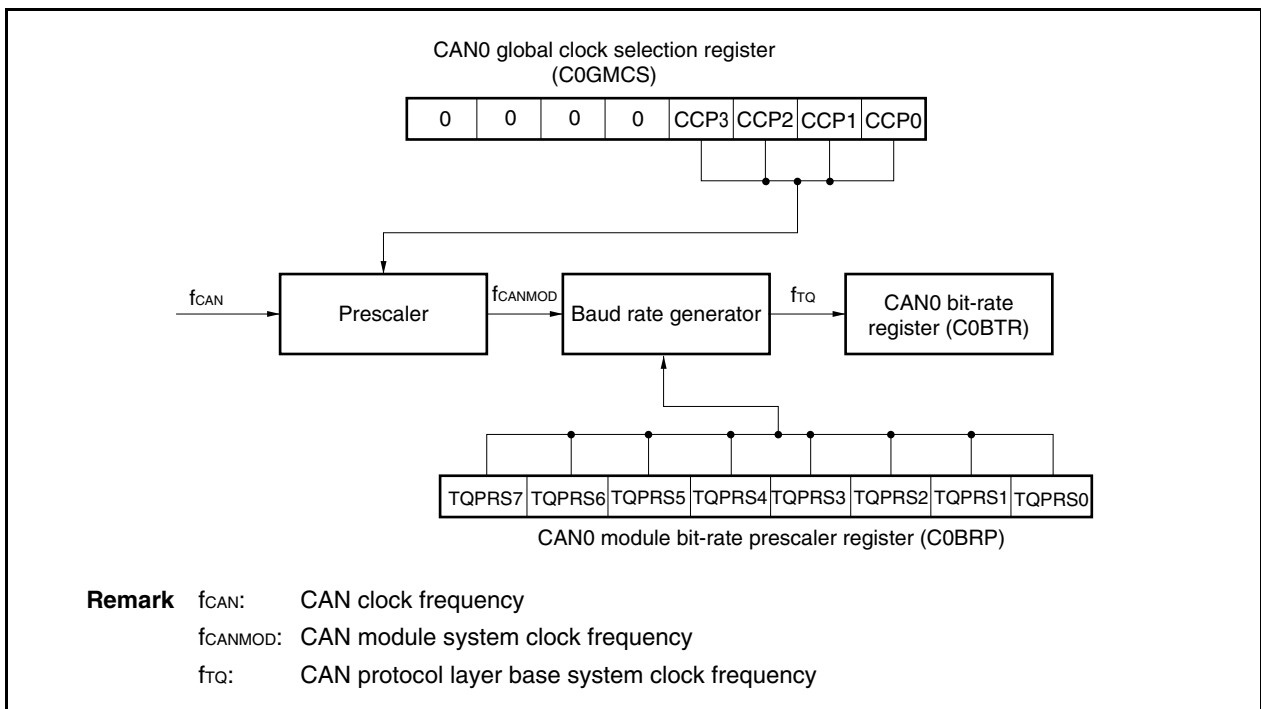 CAN0 global clock selection register
(C0GMCS)
0 0 0 0 CCP3 CCP2 CCP1 CCP0
fCAN
Prescaler
fCANMOD
Baud rate generator
fTQ
CAN0 bit-rate
register (C0BTR)
TQPRS7 TQPRS6 TQPRS5 TQPRS4 TQPRS3 TQPRS2 TQPRS1 TQPRS0
CAN0 module bit-rate prescaler register (C0BRP)
Remark fCAN: CAN clock frequency
fCANMOD: CAN module system clock frequency
fTQ: CAN protocol layer base system clock frequency